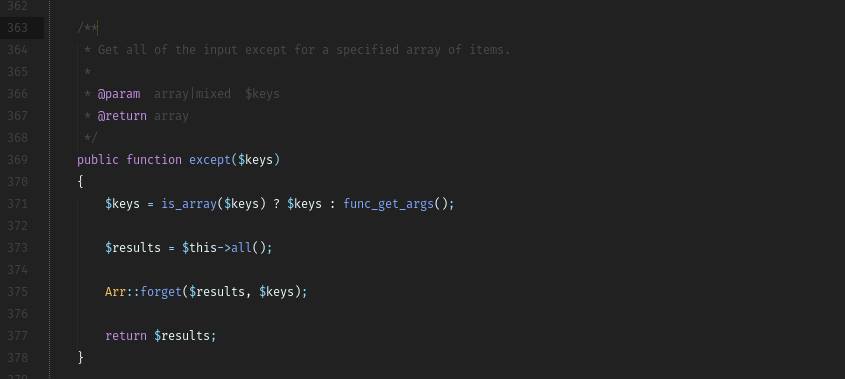 362
363 /**
364 * Get all of the input except for a specified array of items.
365 *
366 * @param  array|mixed  $keys
367 * @return array
368 */
369 public function except($keys)
370 {
371 $keys = is_array($keys) ? $keys : func_get_args();
372
373 $results = $this->all();
374
375 Arr::forget($results, $keys);
376
377 return $results;
378 }